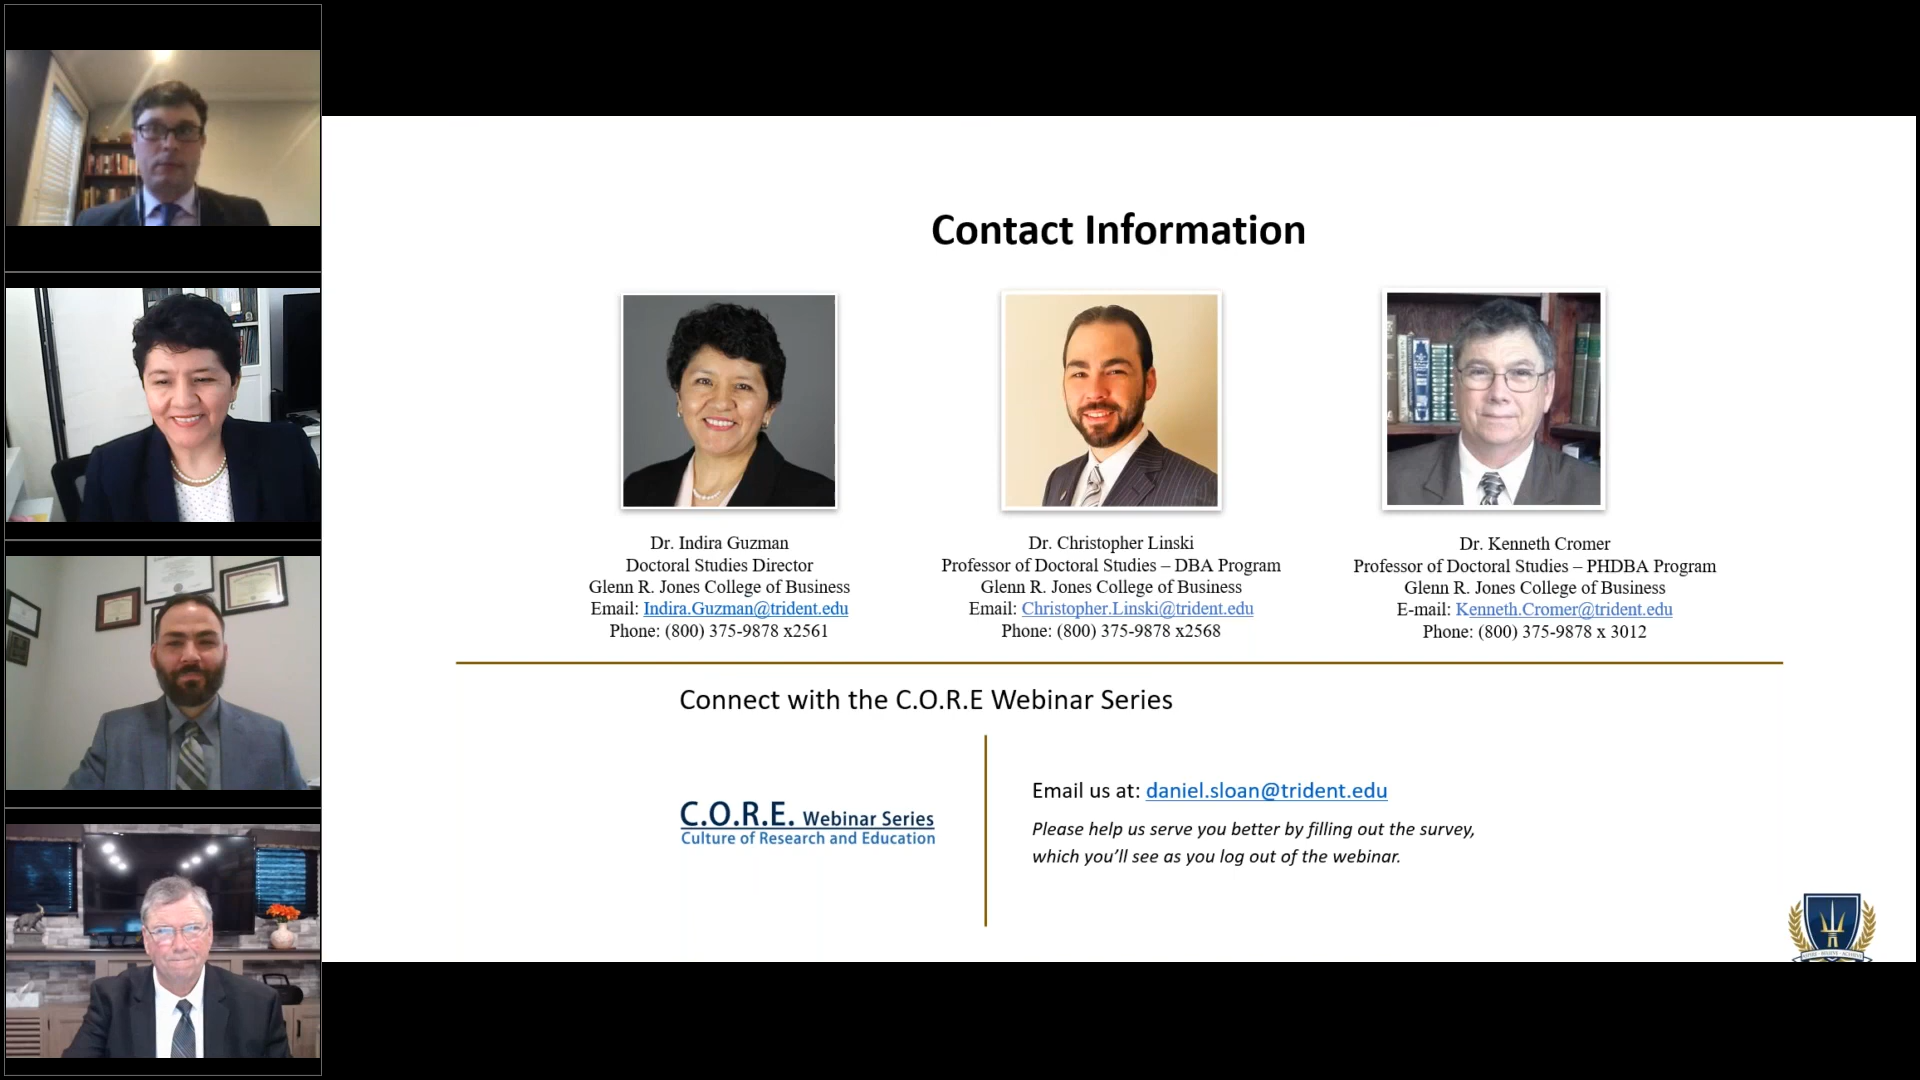 Contact Information
Dr. Indira Guzman
Doctoral Studies Director
Glenn R. Jones College of Business
Email: Indira.Guzman@trident.edu
Phone: (800) 375-9878 x2561
Dr. Christopher Linski
Professor of Doctoral Studies – DBA Program
Glenn R. Jones College of Business
Email: Christopher.Linski@trident.edu
Phone: (800) 375-9878 x2568
Dr. Kenneth Cromer
Professor of Doctoral Studies – PHDBA Program
Glenn R. Jones College of Business
E-mail: Kenneth.Cromer@trident.edu
Phone: (800) 375-9878 x 3012
Connect with the C.O.R.E Webinar Series
C.O.R.E. Webinar Series
Culture of Research and Education
Email us at: daniel.sloan@trident.edu
Please help us serve you better by filling out the survey,
which you’ll see as you log out of the webinar.